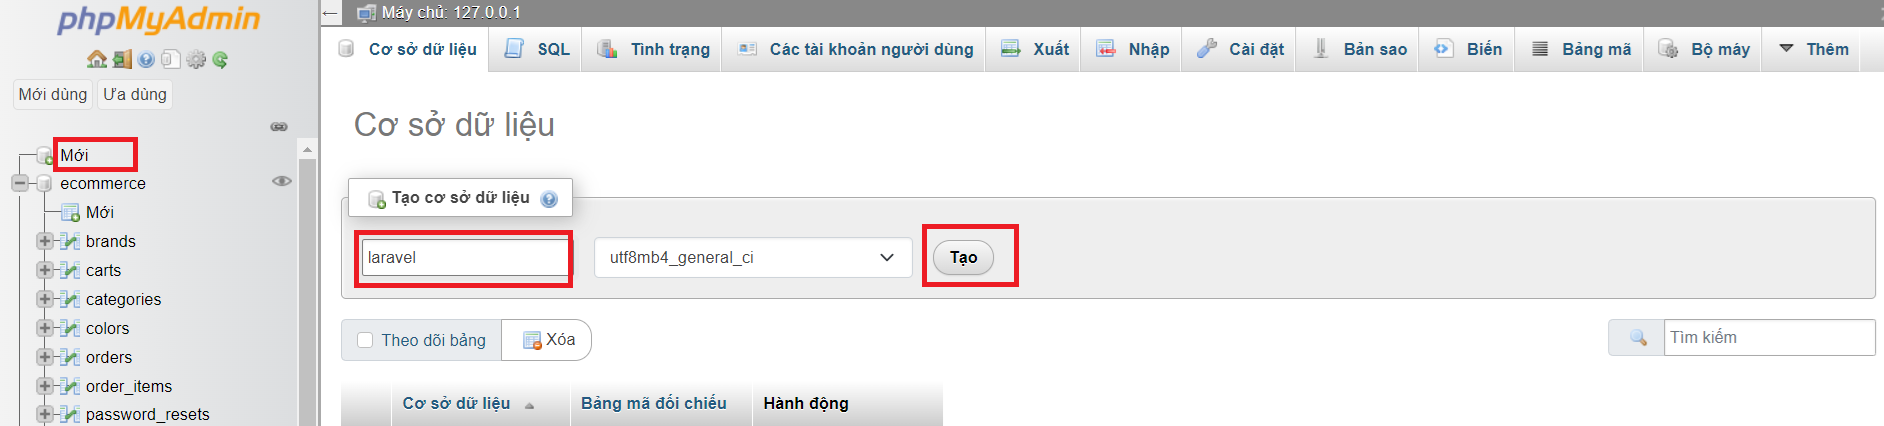 phpMyAdmin
Mới dùng Ưa dùng
Mới
ecommerce
Mới
brands
carts
categories
colors
orders
order_items
password_resets
Máy chủ: 127.0.0.1
Cơ sở dữ liệu SQL Tình trạng Các tài khoản người dùng Xuất Nhập Cài đặt Bản sao Biến Bảng mã Bộ máy Thêm
Cơ sở dữ liệu
Tạo cơ sở dữ liệu
laravel utf8mb4_general_ci Tạo
Theo dõi bảng Xóa Tìm kiếm
Cơ sở dữ liệu Bảng mã đối chiếu Hành động